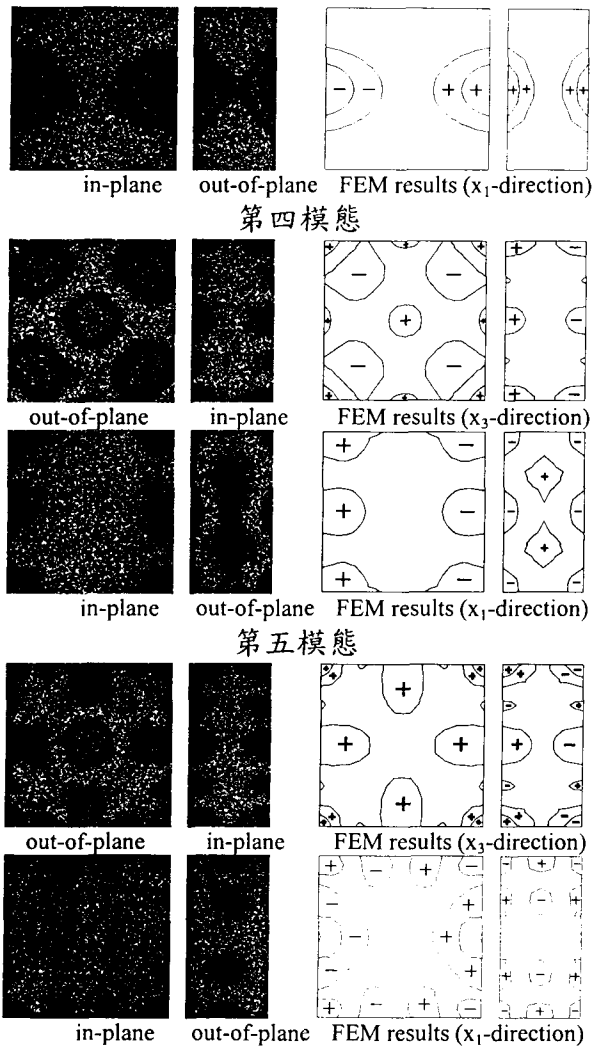 in-plane out-of-plane FEM results (x₁-direction)
第四模態
out-of-plane in-plane FEM results (x₃-direction)
in-plane out-of-plane FEM results (x₁-direction)
第五模態
out-of-plane in-plane FEM results (x₃-direction)
in-plane out-of-plane FEM results (x₁-direction)